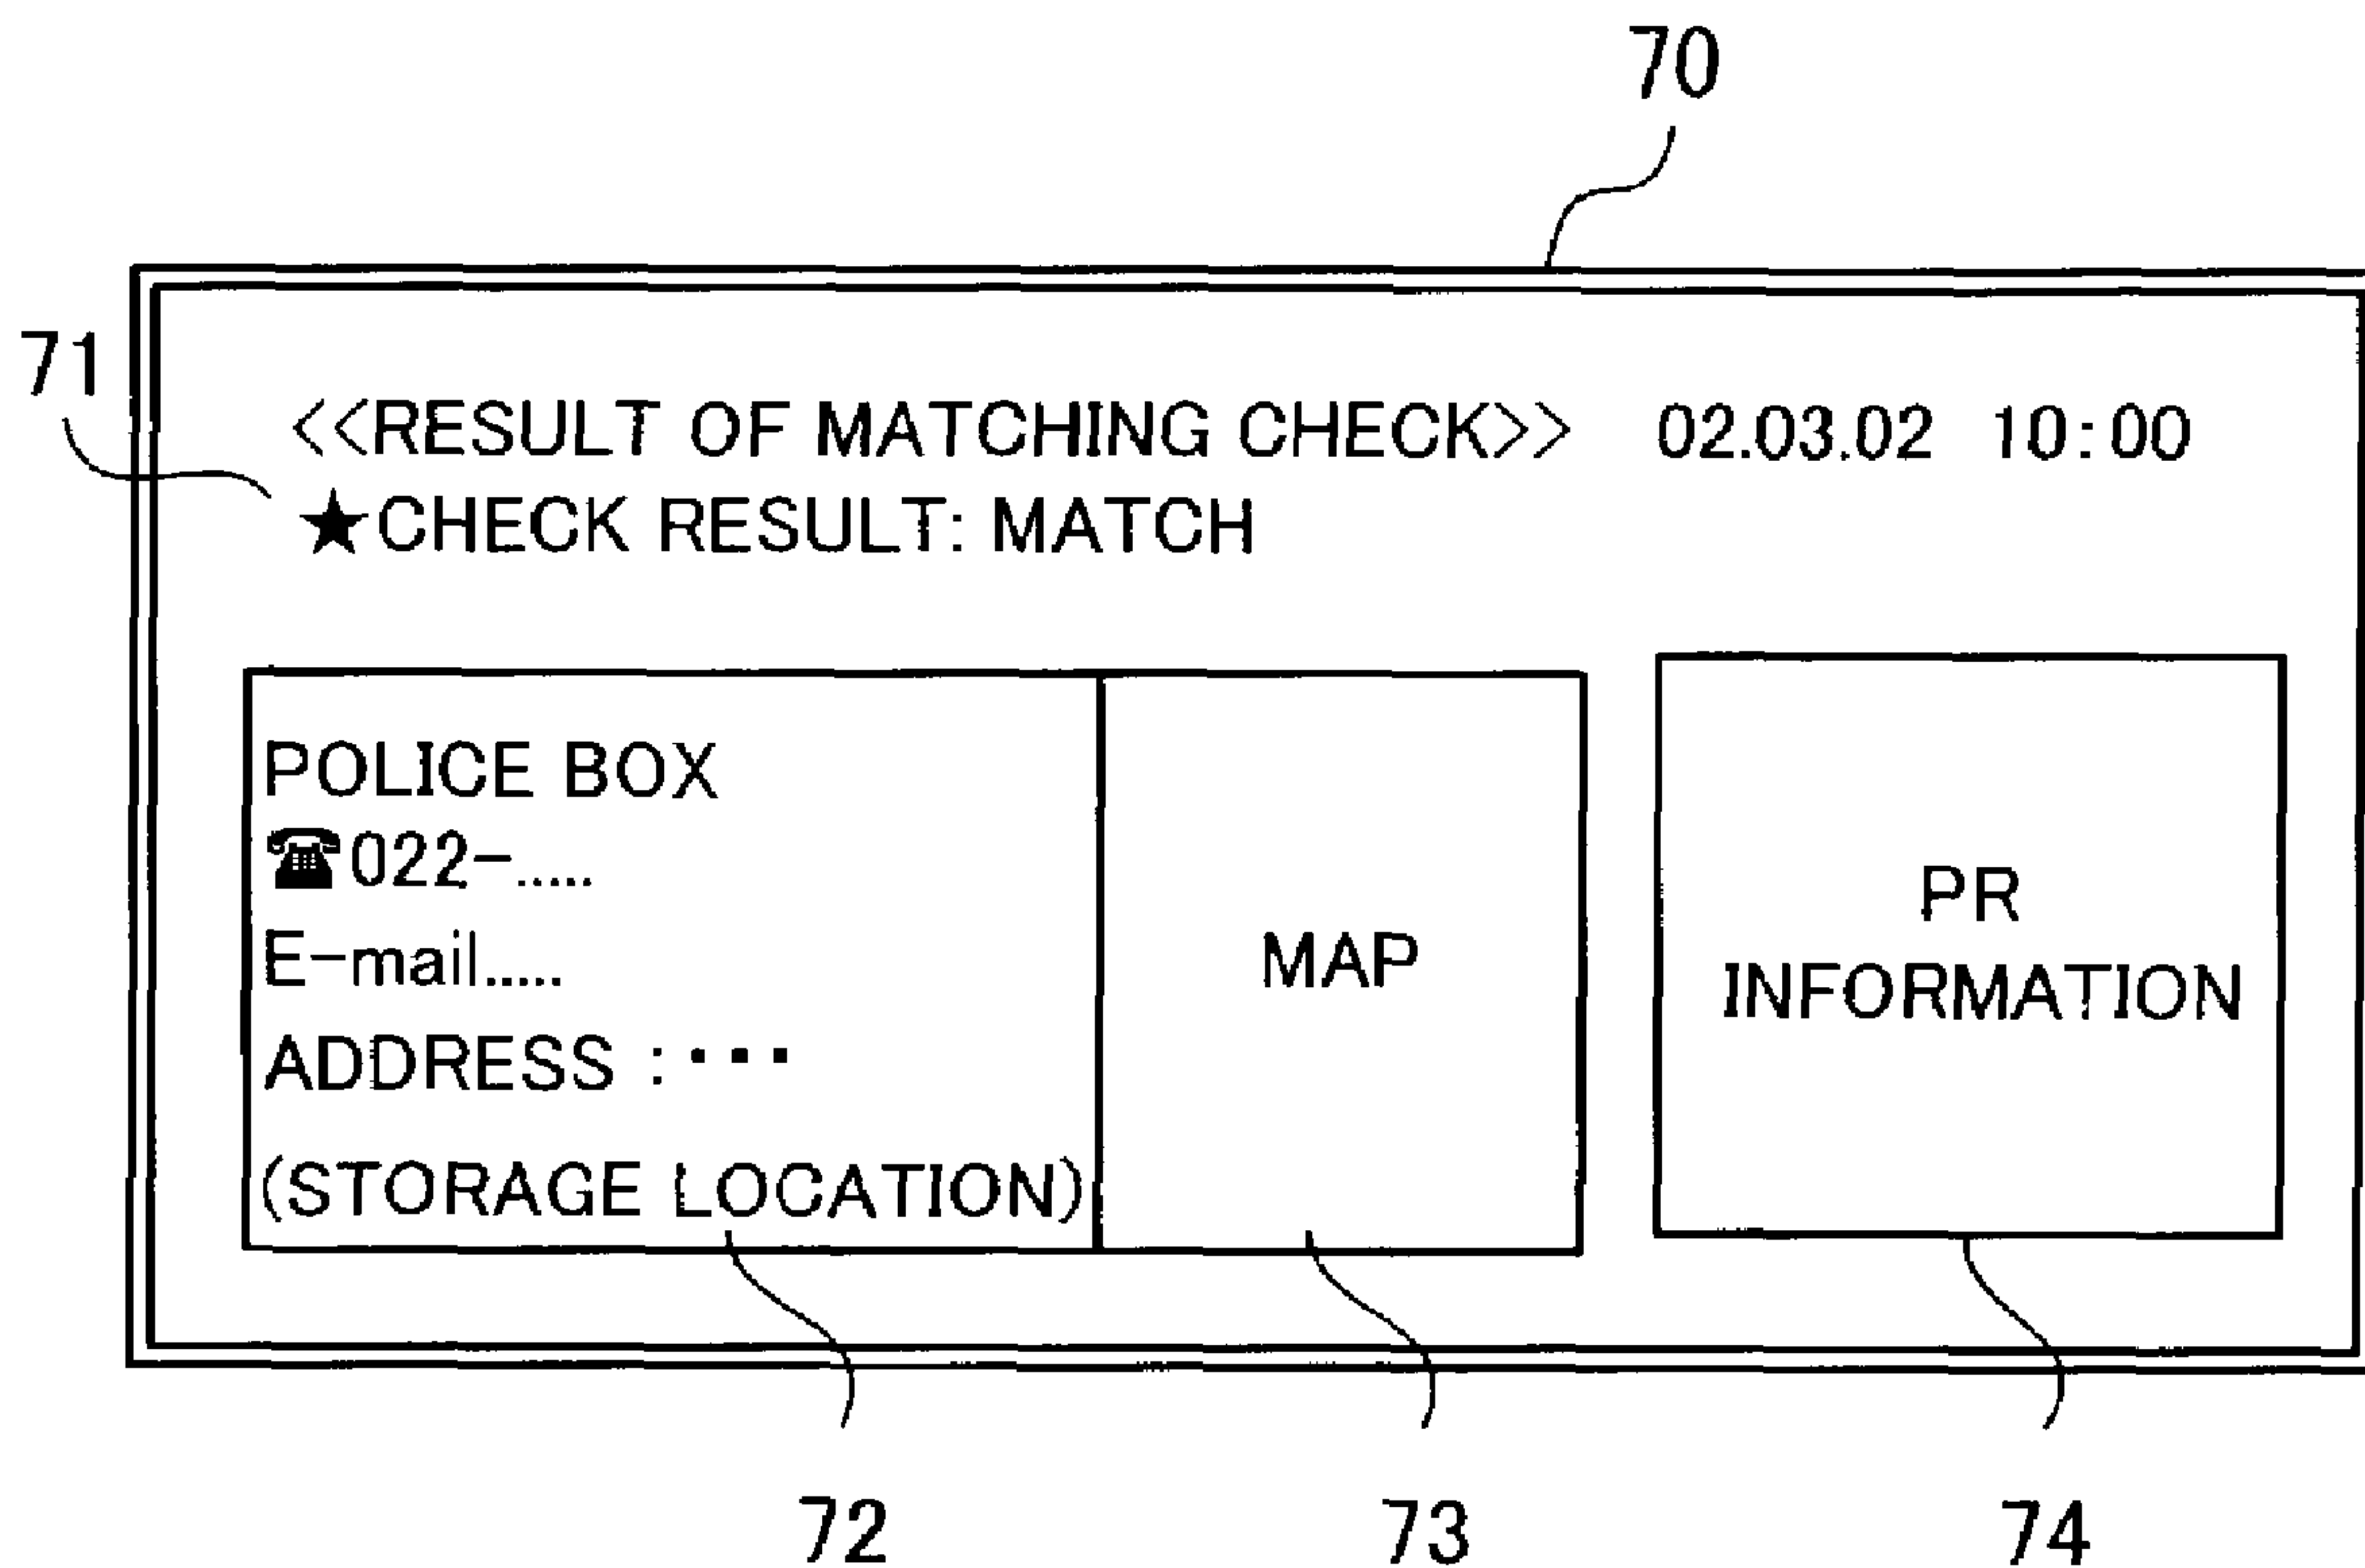 70
71
<<RESULT OF MATCHING CHECK>> 02.03.02 10:00
★CHECK RESULT: MATCH
POLICE BOX
☎022-.....
E-mail.....
ADDRESS :･･･
(STORAGE LOCATION)
MAP
PR
INFORMATION
72 73 74